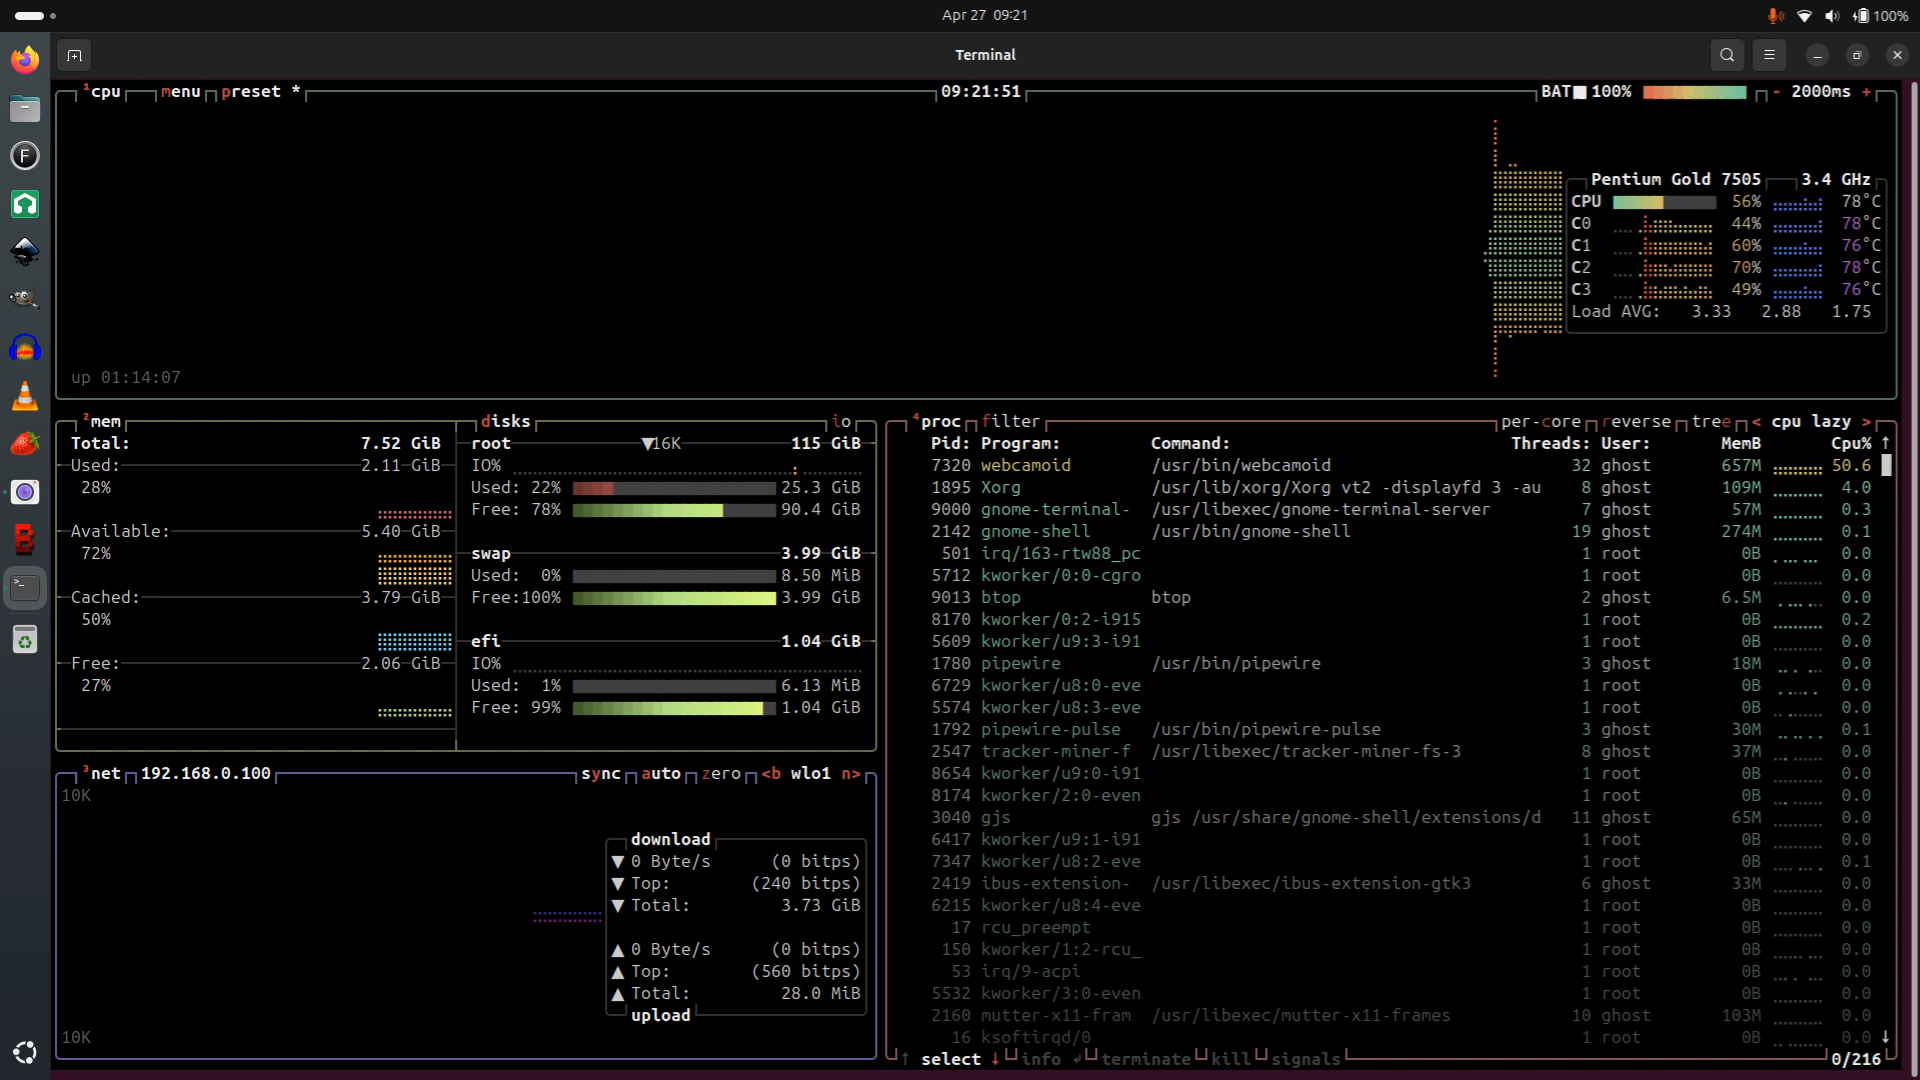 Apr 27 09:21
100%
Terminal
¹cpu menu preset * 09:21:51 BAT 100% - 2000ms +
Pentium Gold 7505 3.4 GHz
CPU 56% 78°C
C0 44% 78°C
C1 60% 76°C
C2 70% 78°C
C3 49% 76°C
Load AVG: 3.33 2.88 1.75
up 01:14:07
²mem
Total: 7.52 GiB
Used: 2.11 GiB
28%
Available: 5.40 GiB
72%
Cached: 3.79 GiB
50%
Free: 2.06 GiB
27%
disks io
root ▼16K 115 GiB
IO%
Used: 22% 25.3 GiB
Free: 78% 90.4 GiB
swap 3.99 GiB
Used: 0% 8.50 MiB
Free:100% 3.99 GiB
efi 1.04 GiB
IO%
Used: 1% 6.13 MiB
Free: 99% 1.04 GiB
³net 192.168.0.100 sync auto zero <b wlo1 n>
10K
download
▼ 0 Byte/s (0 bitps)
▼ Top: (240 bitps)
▼ Total: 3.73 GiB
▲ 0 Byte/s (0 bitps)
▲ Top: (560 bitps)
▲ Total: 28.0 MiB
upload
10K
⁴proc filter per-core reverse tree < cpu lazy >
Pid: Program: Command: Threads: User: MemB Cpu% ↑
7320 webcamoid /usr/bin/webcamoid 32 ghost 657M 50.6
1895 Xorg /usr/lib/xorg/Xorg vt2 -displayfd 3 -au 8 ghost 109M 4.0
9000 gnome-terminal- /usr/libexec/gnome-terminal-server 7 ghost 57M 0.3
2142 gnome-shell /usr/bin/gnome-shell 19 ghost 274M 0.1
501 irq/163-rtw88_pc 1 root 0B 0.0
5712 kworker/0:0-cgro 1 root 0B 0.0
9013 btop btop 2 ghost 6.5M 0.0
8170 kworker/0:2-i915 1 root 0B 0.2
5609 kworker/u9:3-i91 1 root 0B 0.0
1780 pipewire /usr/bin/pipewire 3 ghost 18M 0.0
6729 kworker/u8:0-eve 1 root 0B 0.0
5574 kworker/u8:3-eve 1 root 0B 0.0
1792 pipewire-pulse /usr/bin/pipewire-pulse 3 ghost 30M 0.1
2547 tracker-miner-f /usr/libexec/tracker-miner-fs-3 8 ghost 37M 0.0
8654 kworker/u9:0-i91 1 root 0B 0.0
8174 kworker/2:0-even 1 root 0B 0.0
3040 gjs gjs /usr/share/gnome-shell/extensions/d 11 ghost 65M 0.0
6417 kworker/u9:1-i91 1 root 0B 0.0
7347 kworker/u8:2-eve 1 root 0B 0.1
2419 ibus-extension- /usr/libexec/ibus-extension-gtk3 6 ghost 33M 0.0
6215 kworker/u8:4-eve 1 root 0B 0.0
17 rcu_preempt 1 root 0B 0.0
150 kworker/1:2-rcu_ 1 root 0B 0.0
53 irq/9-acpi 1 root 0B 0.0
5532 kworker/3:0-even 1 root 0B 0.0
2160 mutter-x11-fram /usr/libexec/mutter-x11-frames 10 ghost 103M 0.0
16 ksoftirqd/0 1 root 0B 0.0 ↓
↑ select ↓ info ↲ terminate kill signals 0/216